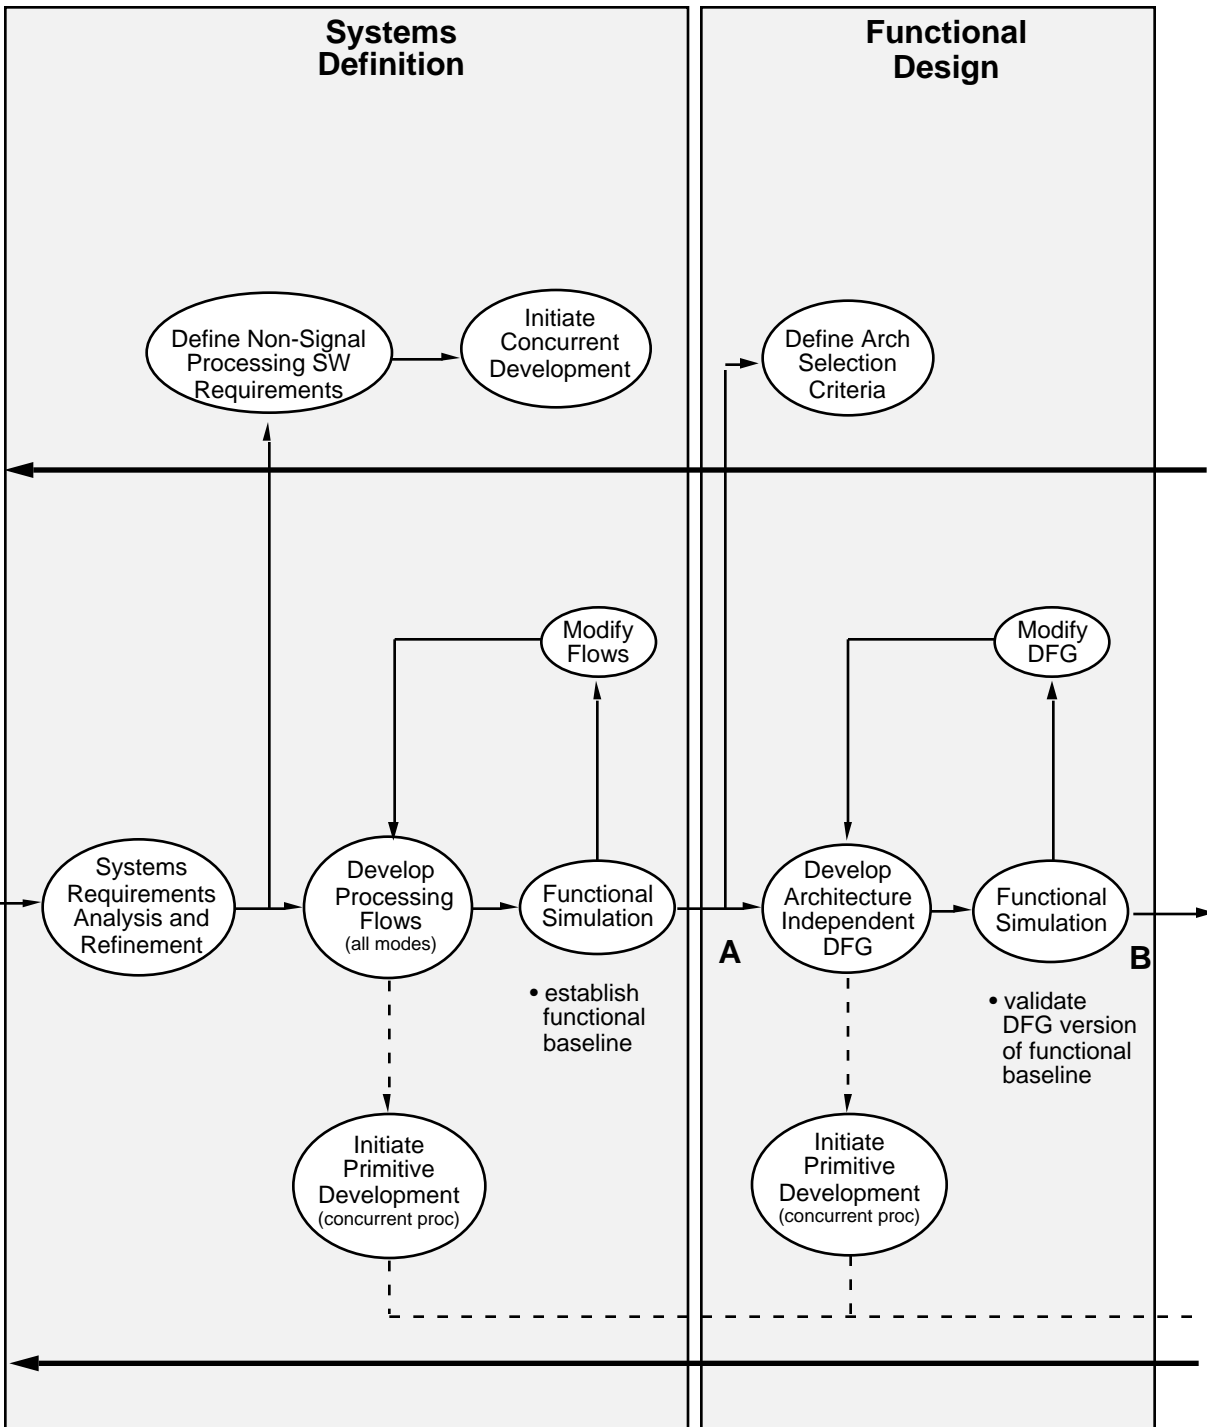 Systems
Definition
Functional
Design
Define Non-Signal
Processing SW
Requirements
Initiate
Concurrent
Development
Define Arch
Selection
Criteria
Modify
Flows
Modify
DFG
Systems
Requirements
Analysis and
Refinement
Develop
Processing
Flows
(all modes)
Functional
Simulation
A
Develop
Architecture
Independent
DFG
Functional
Simulation
B
• establish
functional
baseline
• validate
DFG version
of functional
baseline
Initiate
Primitive
Development
(concurrent proc)
Initiate
Primitive
Development
(concurrent proc)